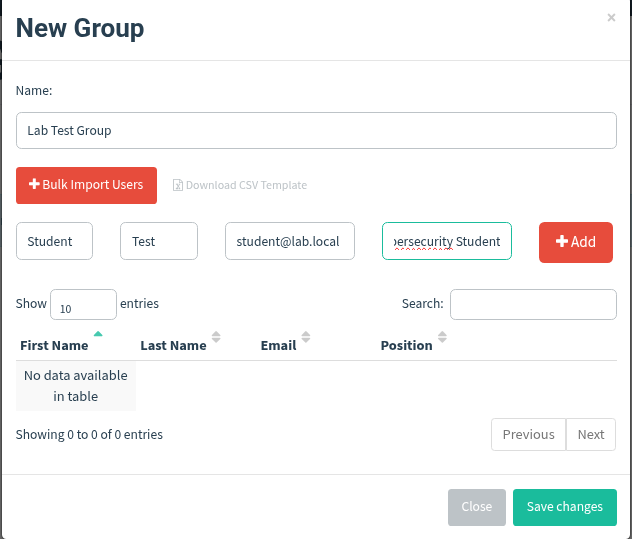 ×
New Group
Name:
Lab Test Group
Bulk Import Users Download CSV Template
Student Test student@lab.local persecurity Student Add
Show 10 entries Search:
First Name Last Name Email Position
No data available
in table
Showing 0 to 0 of 0 entries Previous Next
Close Save changes